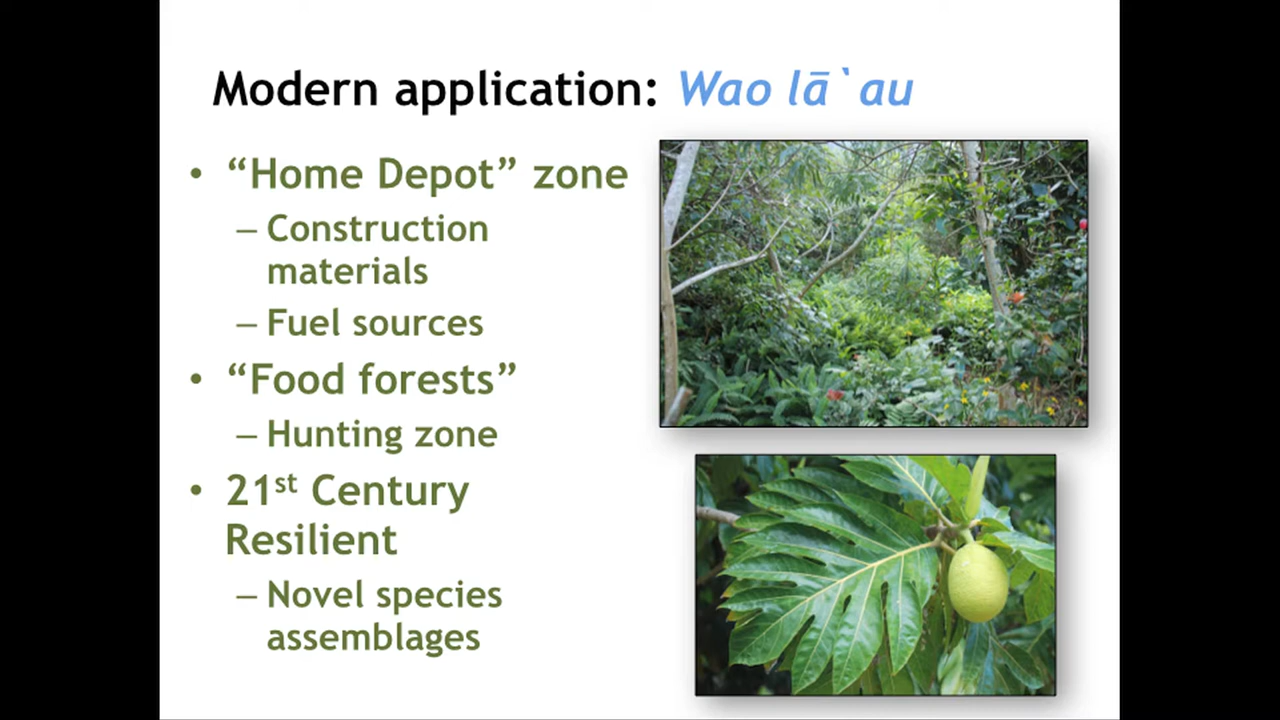 Modern application: Wao lā`au
• “Home Depot” zone
– Construction
materials
– Fuel sources
• “Food forests”
– Hunting zone
• 21st Century
Resilient
– Novel species
assemblages